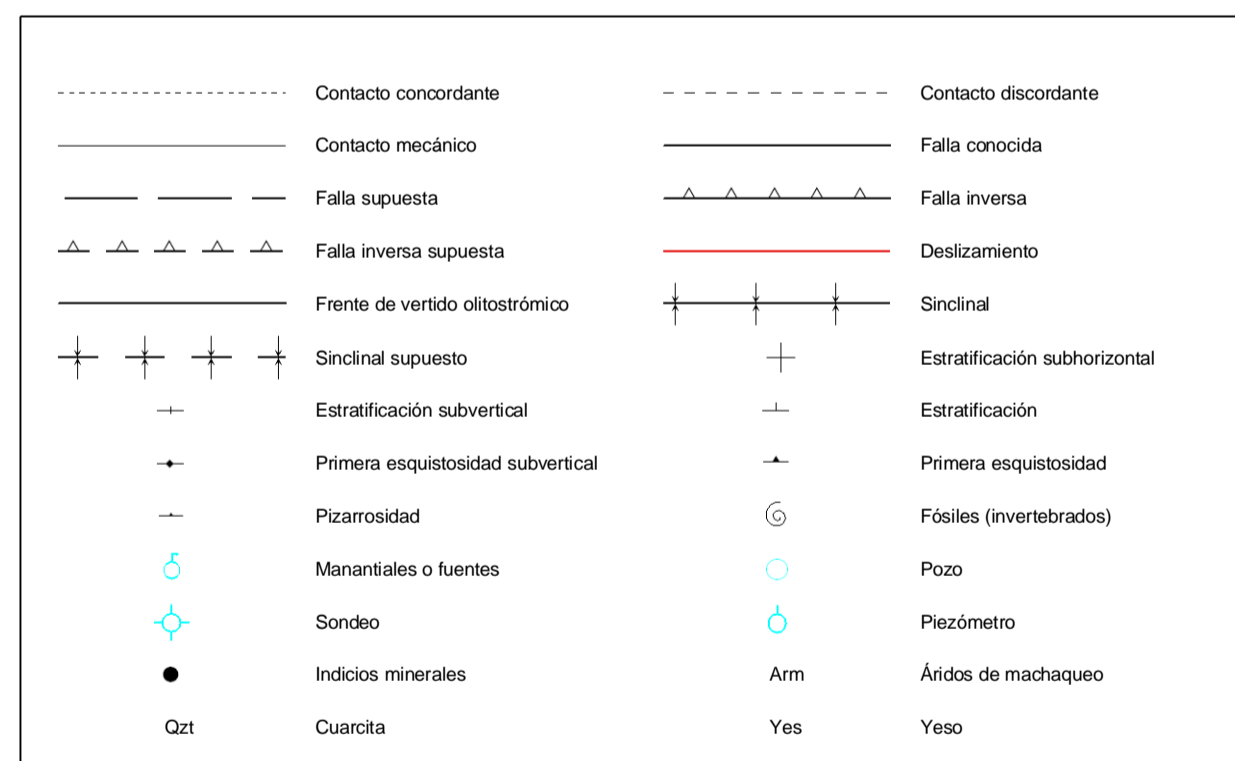 Contacto concordante
Contacto discordante
Contacto mecánico
Falla conocida
Falla supuesta
Falla inversa
Falla inversa supuesta
Deslizamiento
Frente de vertido olitostrómico
Sinclinal
Sinclinal supuesto
Estratificación subhorizontal
Estratificación subvertical
Estratificación
Primera esquistosidad subvertical
Primera esquistosidad
Pizarrosidad
Fósiles (invertebrados)
Manantiales o fuentes
Pozo
Sondeo
Piezómetro
Indicios minerales
Arm Áridos de machaqueo
Qzt Cuarcita
Yes Yeso